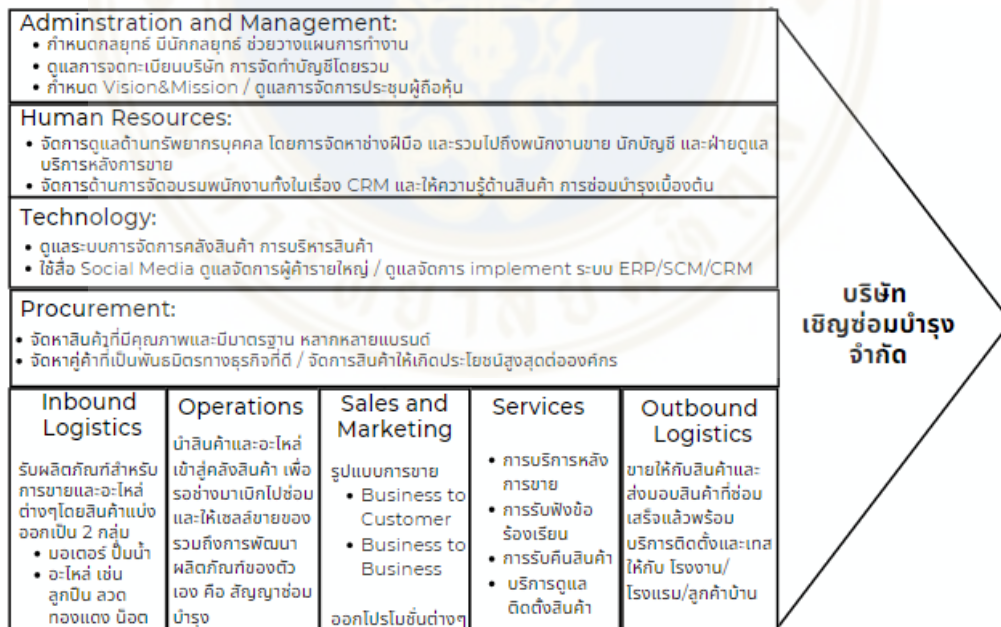 Adminstration and Management:
• กำหนดกลยุทธ์ มีนักกลยุทธ์ ช่วยวางแผนการทำงาน
• ดูแลการจดทะเบียนบริษัท การจัดทำบัญชีโดยรวม
• กำหนด Vision&Mission / ดูแลการจัดการประชุมผู้ถือหุ้น
Human Resources:
• จัดการดูแลด้านทรัพยากรบุคคล โดยการจัดหาช่างฝีมือ และรวมไปถึงพนักงานขาย นักบัญชี และฝ่ายดูแล
บริการหลังการขาย
• จัดการด้านการจัดอบรมพนักงานทั้งในเรื่อง CRM และให้ความรู้ด้านสินค้า การซ่อมบำรุงเบื้องต้น
Technology:
• ดูแลระบบการจัดการคลังสินค้า การบริหารสินค้า
• ใช้สื่อ Social Media ดูแลจัดการผู้ค้ารายใหญ่ / ดูแลจัดการ implement ระบบ ERP/SCM/CRM
Procurement:
• จัดหาสินค้าที่มีคุณภาพและมีมาตรฐาน หลากหลายแบรนด์
• จัดหาคู่ค้าที่เป็นพันธมิตรทางธุรกิจที่ดี / จัดการสินค้าให้เกิดประโยชน์สูงสุดต่อองค์กร
Inbound
Logistics
รับผลิตภัณฑ์สำหรับ
การขายและอะไหล่
ต่างๆโดยสินค้าแบ่ง
ออกเป็น 2 กลุ่ม
• มอเตอร์ ปั๊มน้ำ
• อะไหล่ เช่น
ลูกปืน ลวด
ทองแดง น็อต
Operations
นำสินค้าและอะไหล่
เข้าสู่คลังสินค้า เพื่อ
รอช่างมาเบิกไปซ่อม
และให้เซลล์ขายของ
รวมถึงการพัฒนา
ผลิตภัณฑ์ของตัว
เอง คือ สัญญาซ่อม
บำรุง
Sales and
Marketing
รูปแบบการขาย
• Business to
Customer
• Business to
Business
ออกโปรโมชั่นต่างๆ
Services
• การบริการหลัง
การขาย
• การรับฟังข้อ
ร้องเรียน
• การรับคืนสินค้า
• บริการดูแล
ติดตั้งสินค้า
Outbound
Logistics
ขายให้กับสินค้าและ
ส่งมอบสินค้าที่ซ่อม
เสร็จแล้วพร้อม
บริการติดตั้งและเทส
ให้กับ โรงงาน/
โรงแรม/ลูกค้าบ้าน
บริษัท
เชิญซ่อมบำรุง
จำกัด